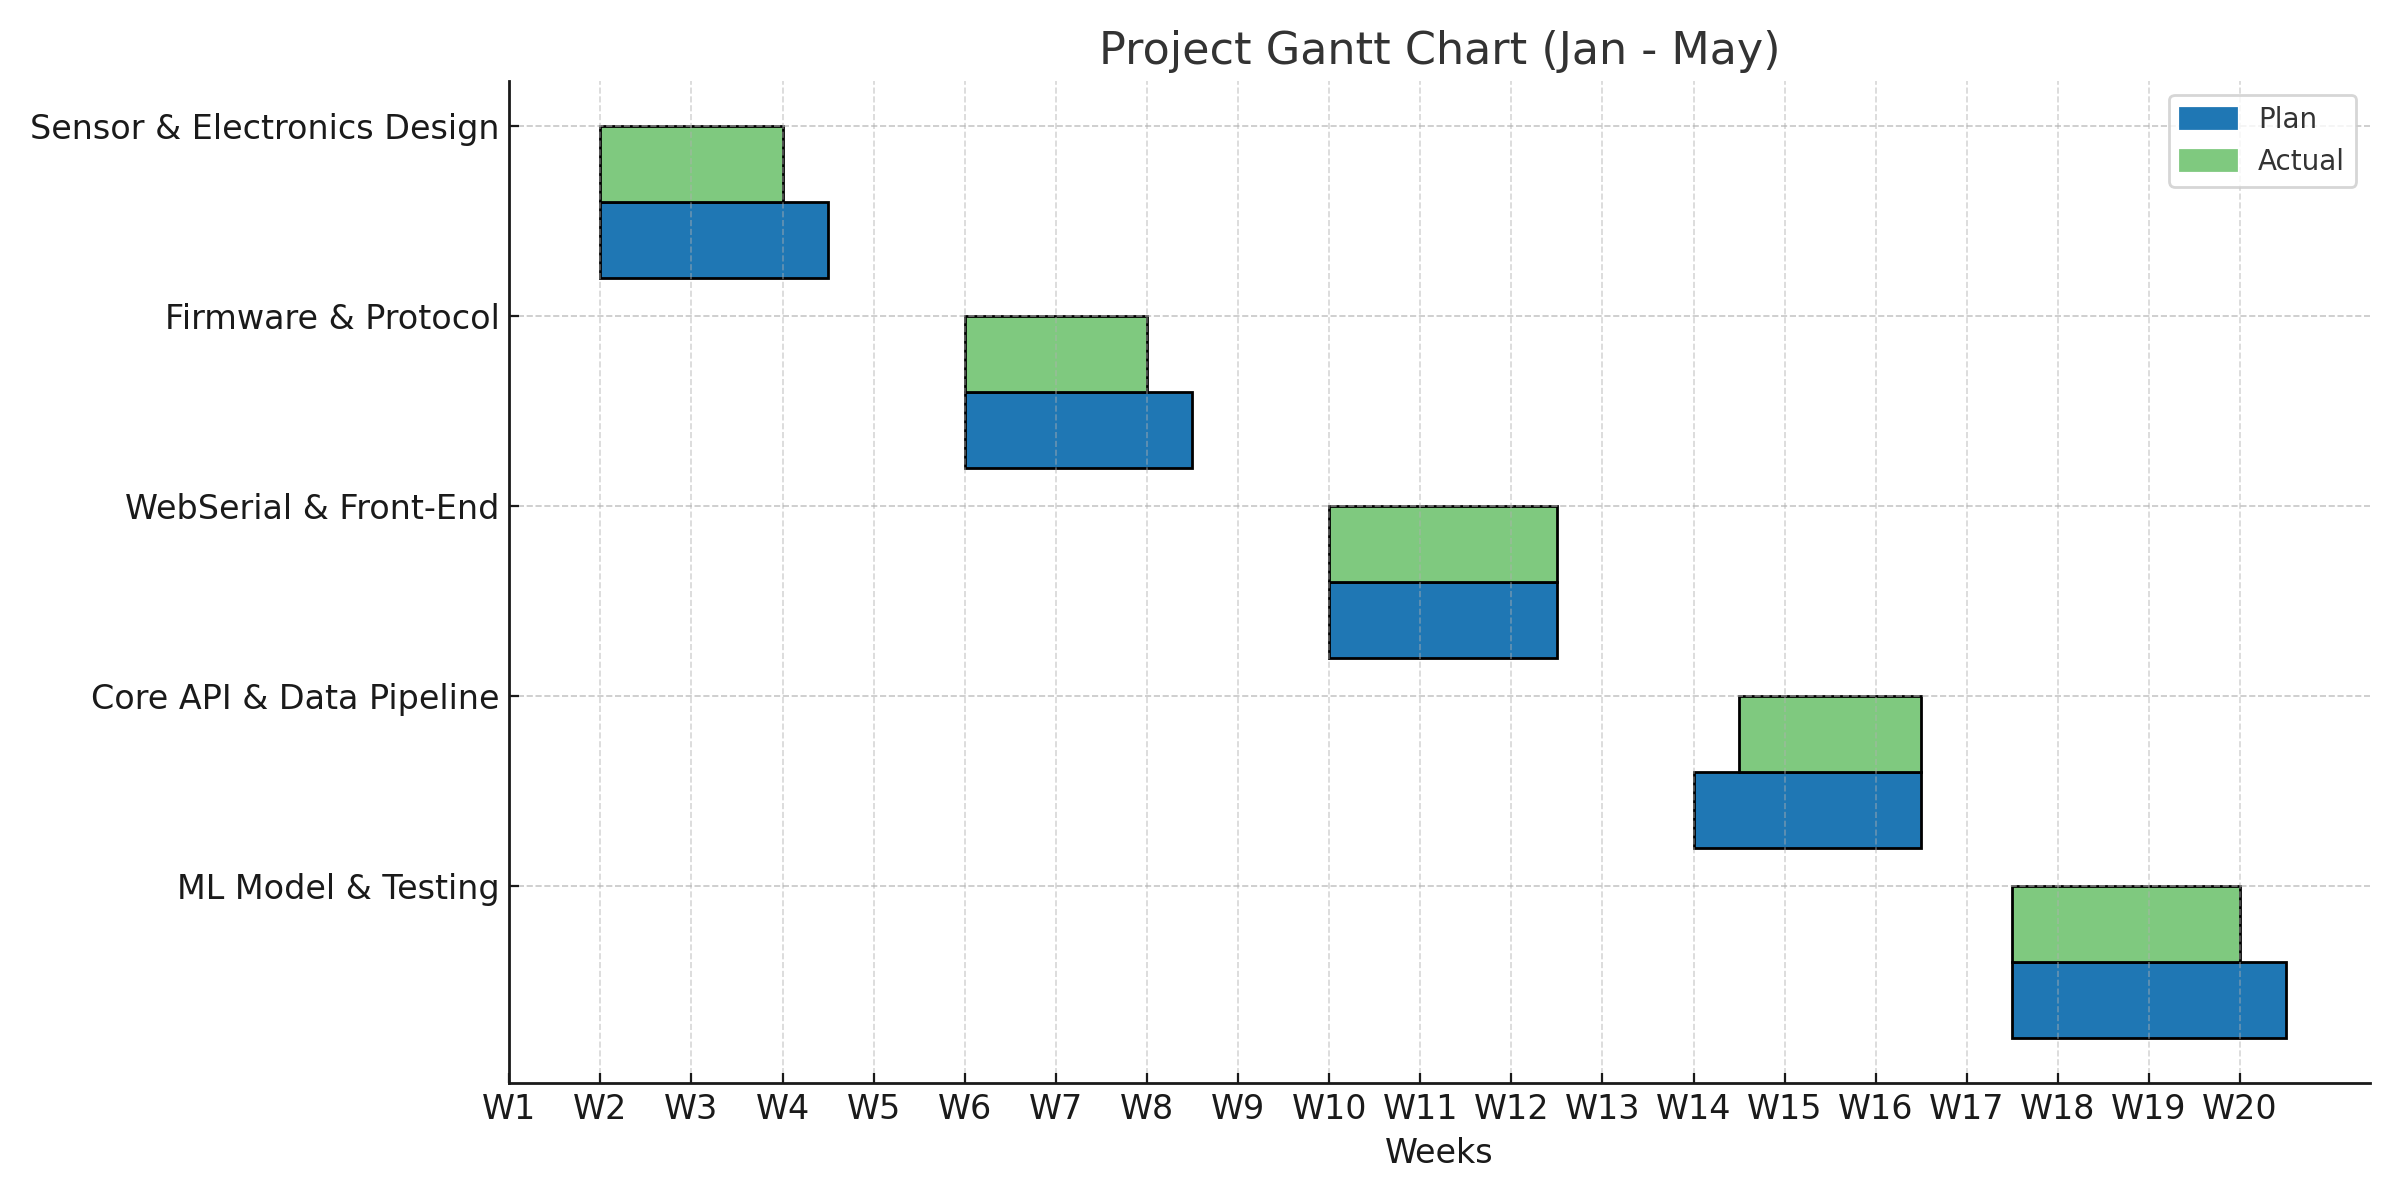 Project Gantt Chart (Jan - May)
Plan
Actual
Sensor & Electronics Design
Firmware & Protocol
WebSerial & Front-End
Core API & Data Pipeline
ML Model & Testing
W1 W2 W3 W4 W5 W6 W7 W8 W9 W10 W11 W12 W13 W14 W15 W16 W17 W18 W19 W20
Weeks